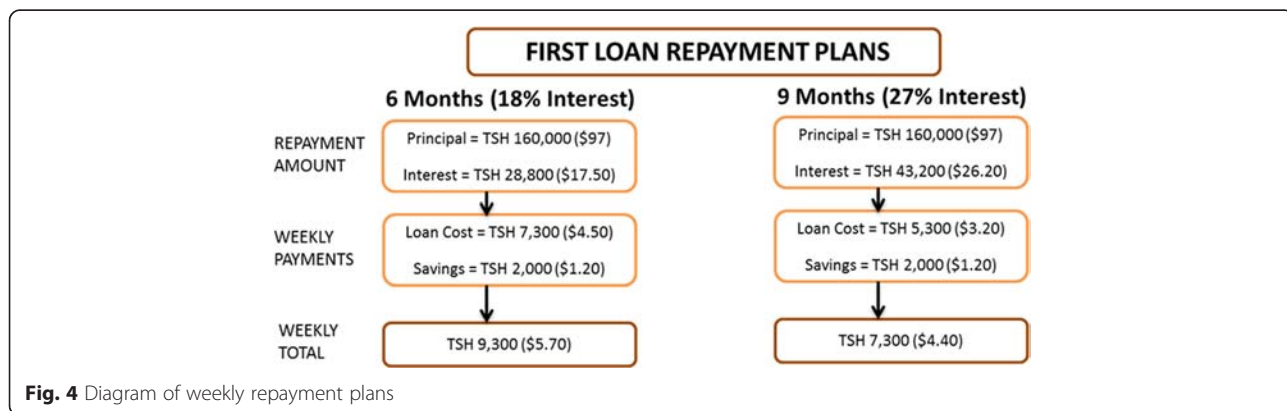 FIRST LOAN REPAYMENT PLANS
6 Months (18% Interest)
9 Months (27% Interest)
REPAYMENT
AMOUNT
Principal = TSH 160,000 ($97)
Interest = TSH 28,800 ($17.50)
Principal = TSH 160,000 ($97)
Interest = TSH 43,200 ($26.20)
WEEKLY
PAYMENTS
Loan Cost = TSH 7,300 ($4.50)
Savings = TSH 2,000 ($1.20)
Loan Cost = TSH 5,300 ($3.20)
Savings = TSH 2,000 ($1.20)
WEEKLY
TOTAL
TSH 9,300 ($5.70)
TSH 7,300 ($4.40)
Fig. 4 Diagram of weekly repayment plans